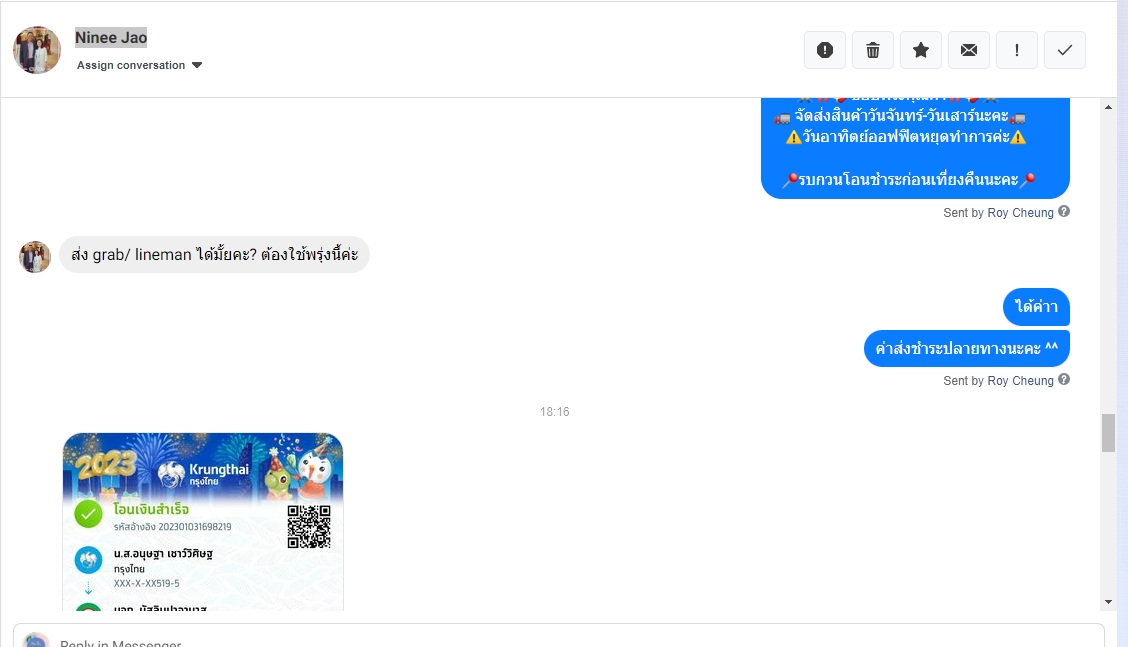 Ninee Jao
Assign conversation
🚛 จัดส่งสินค้าวันจันทร์-วันเสาร์นะคะ🚛
⚠️วันอาทิตย์ออฟฟิตหยุดทำการค่ะ⚠️
📍รบกวนโอนชำระก่อนเที่ยงคืนนะคะ📍
Sent by Roy Cheung
ส่ง grab/ lineman ได้มั้ยคะ? ต้องใช้พรุ่งนี้ค่ะ
ได้ค่าา
ค่าส่งชำระปลายทางนะคะ ^^
Sent by Roy Cheung
18:16
2023
Krungthai
กรุงไทย
โอนเงินสำเร็จ
รหัสอ้างอิง 202301031698219
น.ส.อนุษฐา เชาว์วิศิษฐ
กรุงไทย
XXX-X-XX519-5
Reply in Messenger